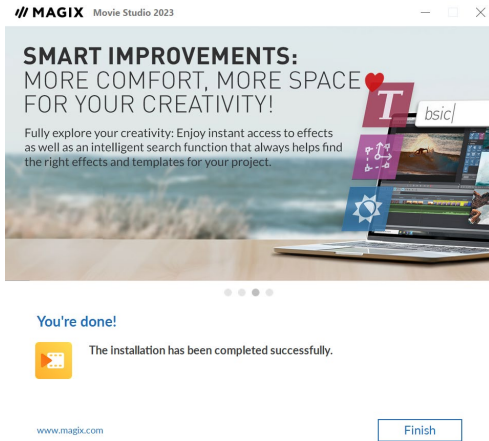 MAGIX Movie Studio 2023
SMART IMPROVEMENTS:
MORE COMFORT, MORE SPACE
FOR YOUR CREATIVITY!
Fully explore your creativity: Enjoy instant access to effects
as well as an intelligent search function that always helps find
the right effects and templates for your project.
T
bsic
You're done!
The installation has been completed successfully.
www.magix.com
Finish